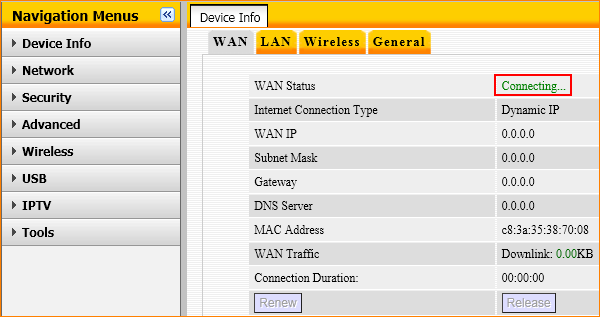 Navigation Menus «
Device Info
Network
Security
Advanced
Wireless
USB
IPTV
Tools
Device Info
WAN LAN Wireless General
WAN Status Connecting...
Internet Connection Type Dynamic IP
WAN IP 0.0.0.0
Subnet Mask 0.0.0.0
Gateway 0.0.0.0
DNS Server 0.0.0.0
MAC Address c8:3a:35:38:70:08
WAN Traffic Downlink: 0.00KB
Connection Duration: 00:00:00
Renew Release